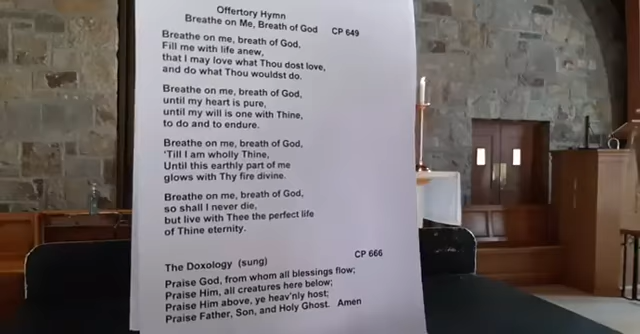 Offertory Hymn
Breathe on Me, Breath of God CP 649
Breathe on me, breath of God,
Fill me with life anew,
that I may love what Thou dost love,
and do what Thou wouldst do.
Breathe on me, breath of God,
until my heart is pure,
until my will is one with Thine,
to do and to endure.
Breathe on me, breath of God,
'Till I am wholly Thine,
Until this earthly part of me
glows with Thy fire divine.
Breathe on me, breath of God,
so shall I never die,
but live with Thee the perfect life
of Thine eternity.
The Doxology (sung) CP 666
Praise God, from whom all blessings flow;
Praise Him, all creatures here below;
Praise Him above, ye heav'nly host;
Praise Father, Son, and Holy Ghost. Amen